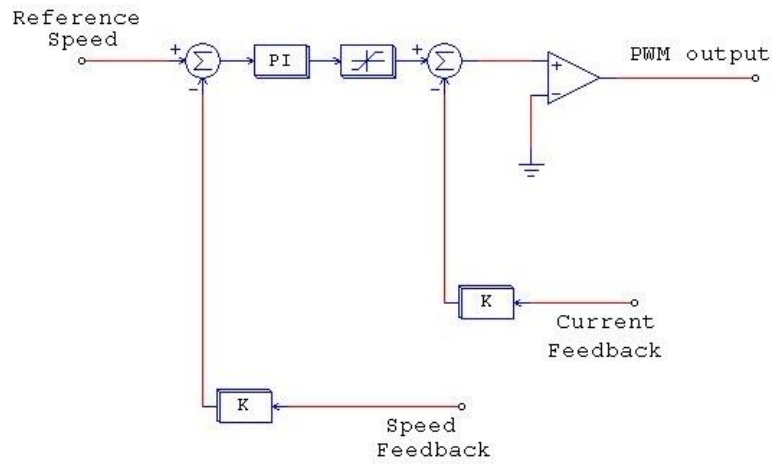 Reference
Speed
PWM output
+
Σ
PI
+
Σ
+
-
-
-
K
Current
Feedback
K
Speed
Feedback